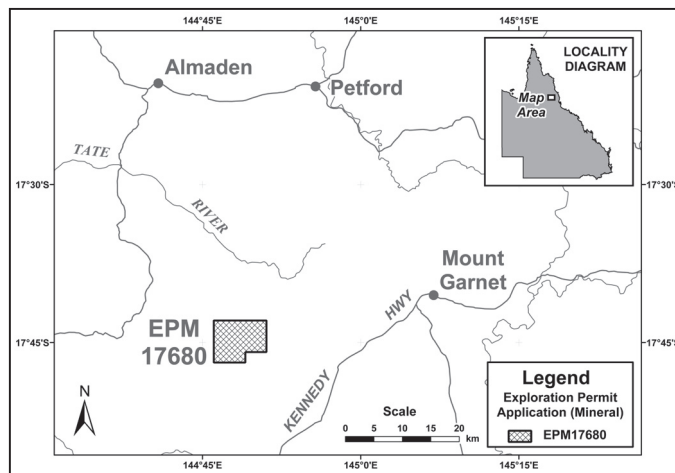 144°45'E
145°0'E
145°15'E
Almaden
Petford
LOCALITY
DIAGRAM
Map
Area
TATE
RIVER
17°30'S
17°30'S
Mount
Garnet
HWY
EPM
17680
17°45'S
17°45'S
KENNEDY
N
Scale
0 5 10 15 20
km
Legend
Exploration Permit
Application (Mineral)
EPM17680
144°45'E
145°0'E
145°15'E